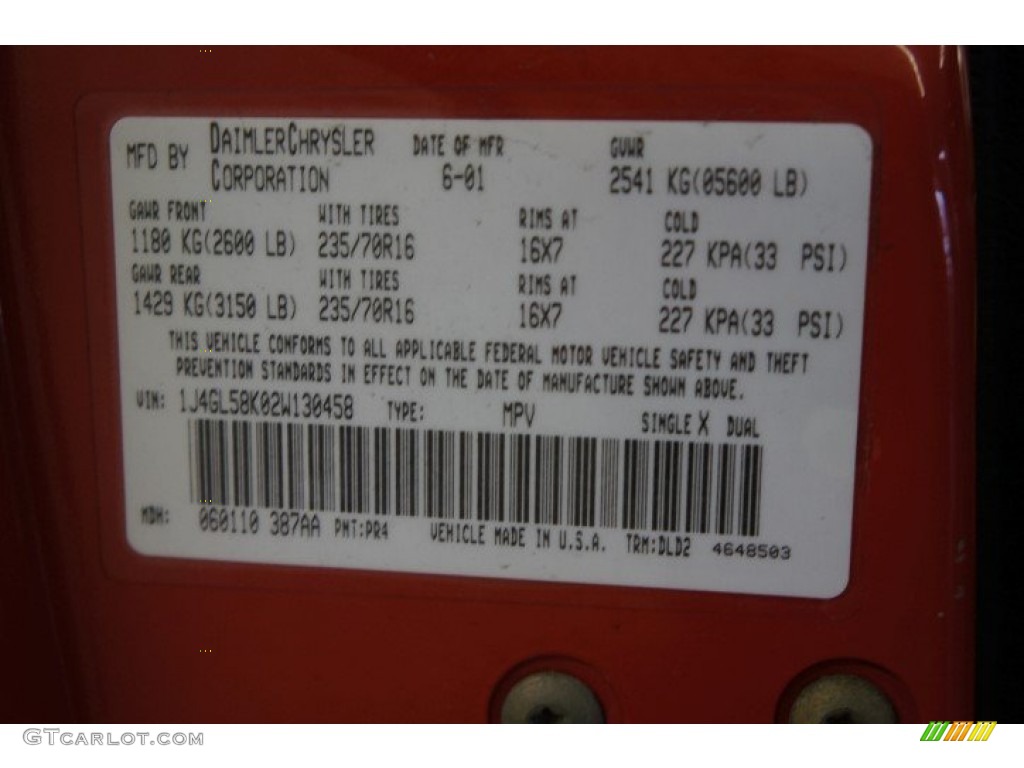 MFD BY DAIMLERCHRYSLER CORPORATION DATE OF MFR 6-01 GVWR 2541 KG(05600 LB)
GAWR FRONT WITH TIRES RIMS AT COLD
1180 KG(2600 LB) 235/70R16 16X7 227 KPA(33 PSI)
GAWR REAR WITH TIRES RIMS AT COLD
1429 KG(3150 LB) 235/70R16 16X7 227 KPA(33 PSI)
THIS VEHICLE CONFORMS TO ALL APPLICABLE FEDERAL MOTOR VEHICLE SAFETY AND THEFT
PREVENTION STANDARDS IN EFFECT ON THE DATE OF MANUFACTURE SHOWN ABOVE.
VIN: 1J4GL58K02W130458 TYPE: MPV SINGLE X DUAL
MDH: 060110 387AA PNT:PR4 VEHICLE MADE IN U.S.A. TRM:DLD2 4648503
GTCARLOT.COM